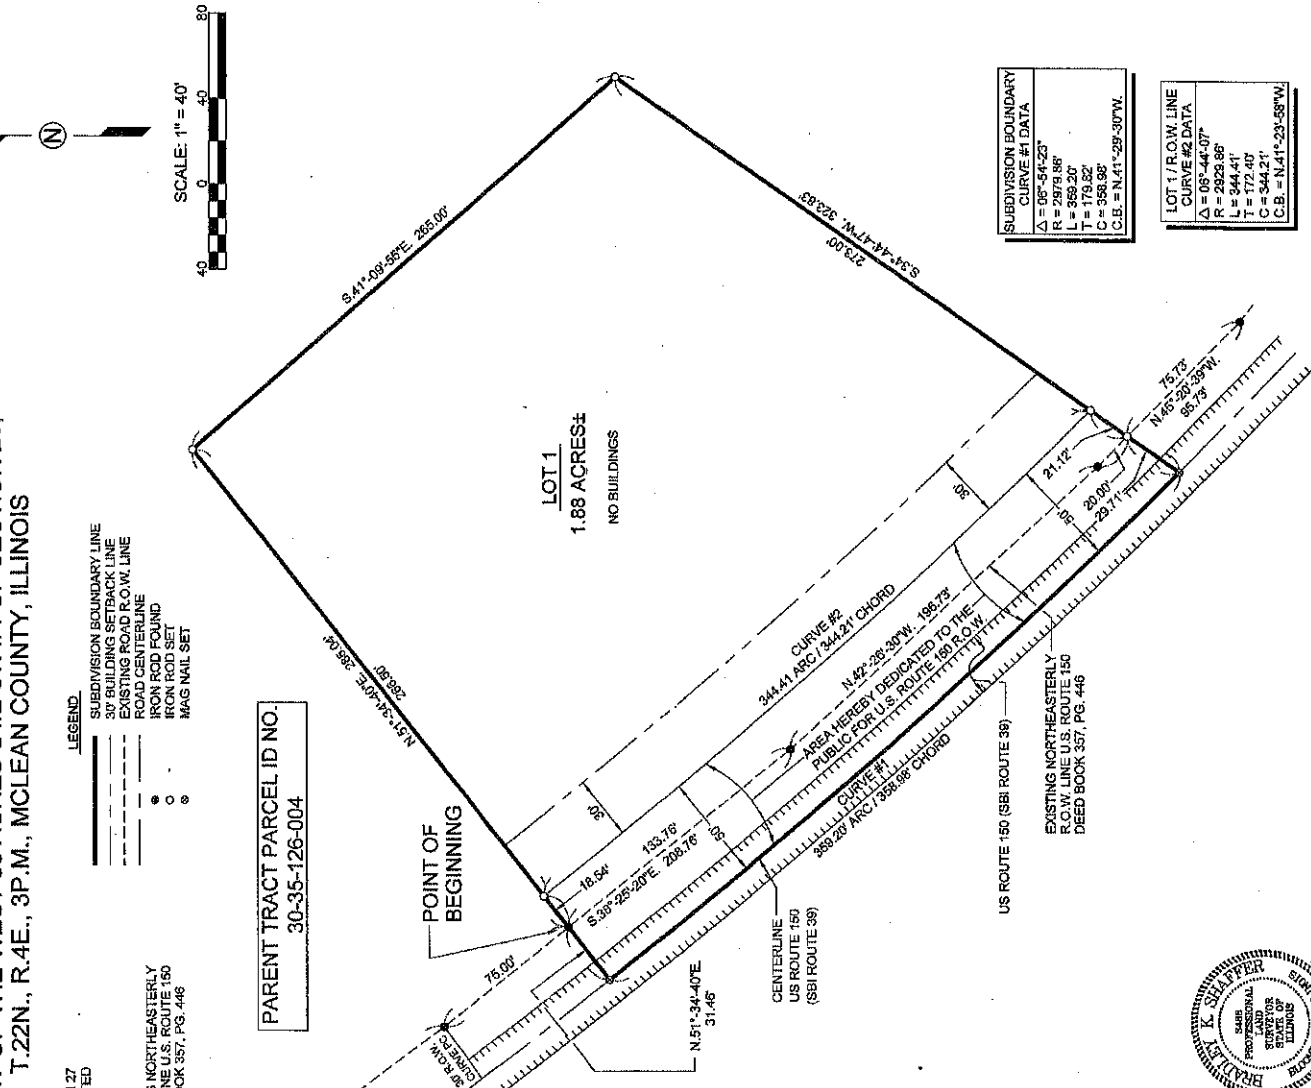 T.22N., R.4E., 3P.M., MCLEAN COUNTY, ILLINOIS
LEGEND
SUBDIVISION BOUNDARY LINE
30' BUILDING SETBACK LINE
EXISTING ROAD R.O.W. LINE
ROAD CENTERLINE
IRON ROD FOUND
IRON ROD SET
MAG NAIL SET
N
SCALE: 1" = 40'
40 0 40 80
NORTHEASTERLY
NE U.S. ROUTE 150
OOK 357, PG. 446
PARENT TRACT PARCEL ID NO.
30-35-126-004
POINT OF
BEGINNING
S.41°-09'-56"E. 265.00'
N.51°-34'-40"E. 285.04'
266.50'
LOT 1
1.88 ACRES±
NO BUILDINGS
S.34°-44'-47"W. 323.83'
273.00'
30'
30'
18.54'
133.76'
S.38°-25'-20"E. 208.76'
50'
75.00'
30' R.O.W.
CURVE PC
N.51°-34'-40"E.
31.46'
CURVE #2
344.41 ARC / 344.21' CHORD
N.42°-26'-30"W. 196.73'
AREA HEREBY DEDICATED TO THE
PUBLIC FOR U.S. ROUTE 150 R.O.W.
CURVE #1
359.20' ARC / 358.98' CHORD
21.12'
20.00'
50'
29.71'
75.73'
N.45°-20'-39"W.
95.73'
CENTERLINE
US ROUTE 150
(SBI ROUTE 39)
US ROUTE 150 (SBI ROUTE 39)
EXISTING NORTHEASTERLY
R.O.W. LINE U.S. ROUTE 150
DEED BOOK 357, PG. 446
SUBDIVISION BOUNDARY
CURVE #1 DATA
Δ = 06°-54'-23"
R = 2979.86'
L = 359.20'
T = 179.82'
C = 358.98'
C.B. = N.41°-29'-30"W.
LOT 1 / R.O.W. LINE
CURVE #2 DATA
Δ = 06°-44'-07"
R = 2929.86'
L = 344.41'
T = 172.40'
C = 344.21'
C.B. = N.41°-23'-58"W.
BRADLEY K. SHAFFER
PROFESSIONAL
LAND
SURVEYOR
STATE OF
ILLINOIS